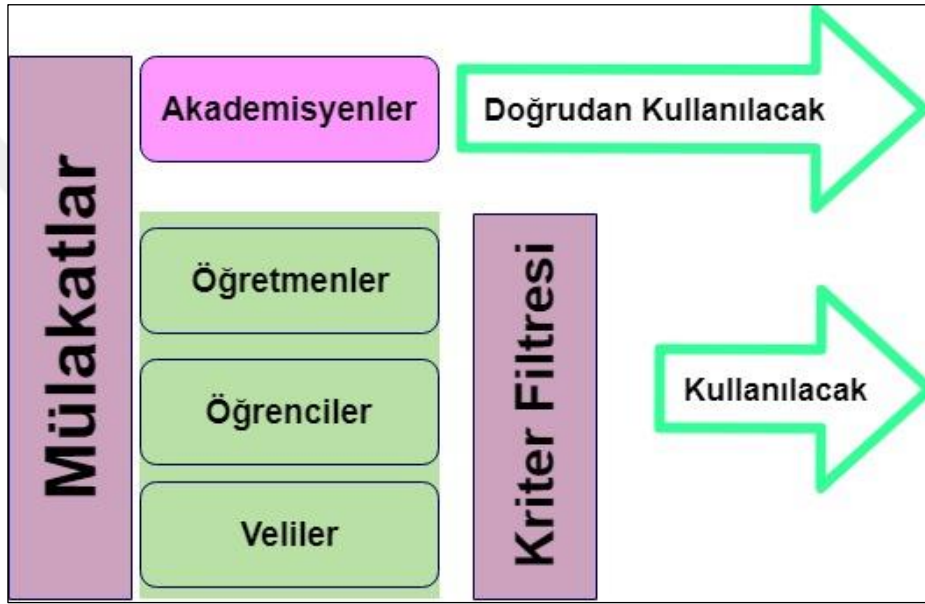 Mülakatlar
Akademisyenler
Doğrudan Kullanılacak
Öğretmenler
Öğrenciler
Veliler
Kriter Filtresi
Kullanılacak